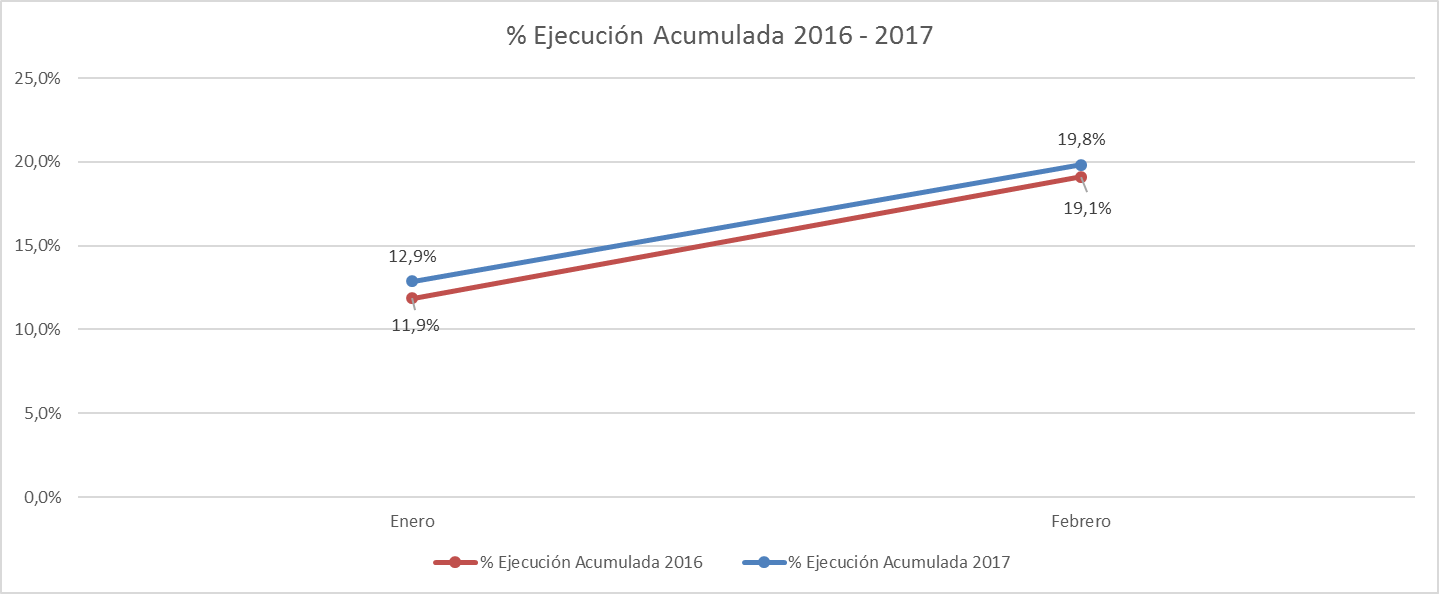 % Ejecución Acumulada 2016 - 2017
25,0%
20,0%
15,0%
10,0%
5,0%
0,0%
19,8%
19,1%
12,9%
11,9%
Enero
Febrero
% Ejecución Acumulada 2016
% Ejecución Acumulada 2017